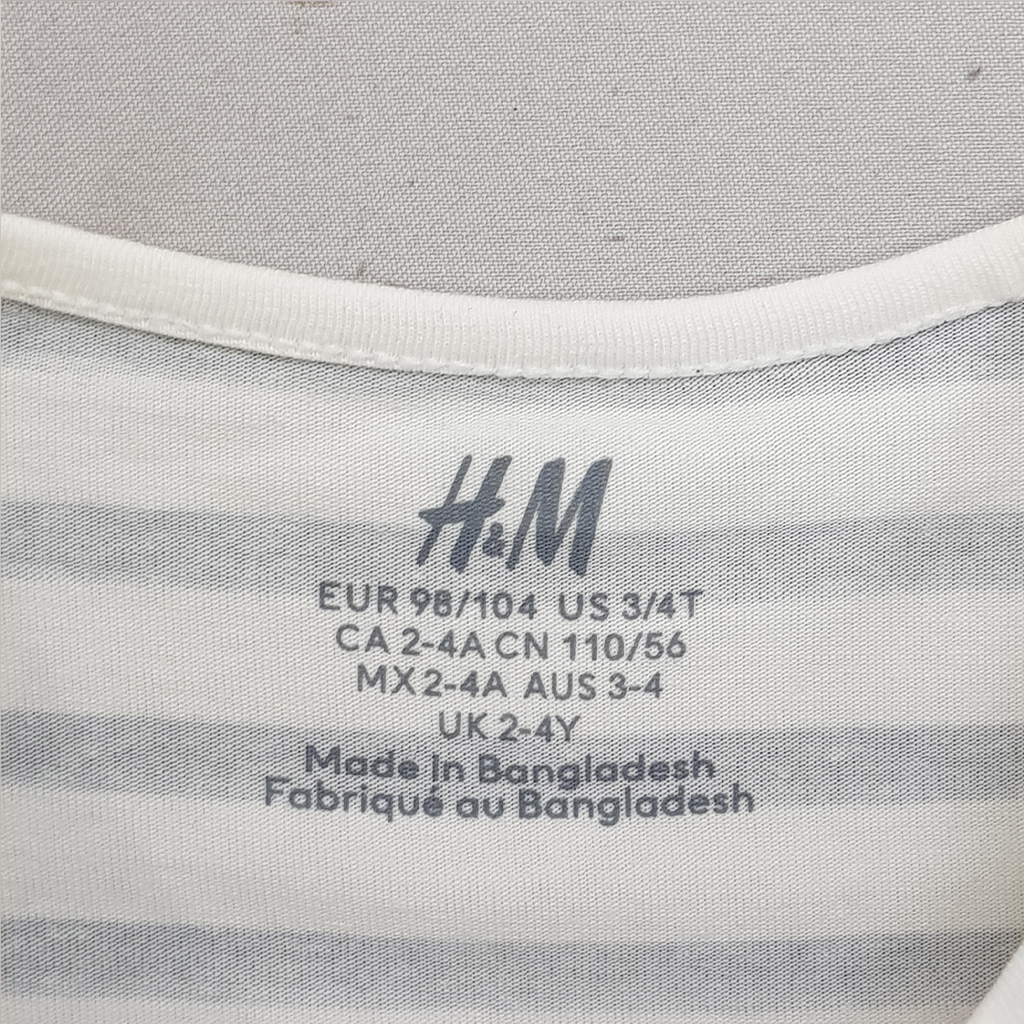 H&M
EUR 98/104 US 3/4T
CA 2-4A CN 110/56
MX 2-4A AUS 3-4
UK 2-4Y
Made in Bangladesh
Fabriqué au Bangladesh